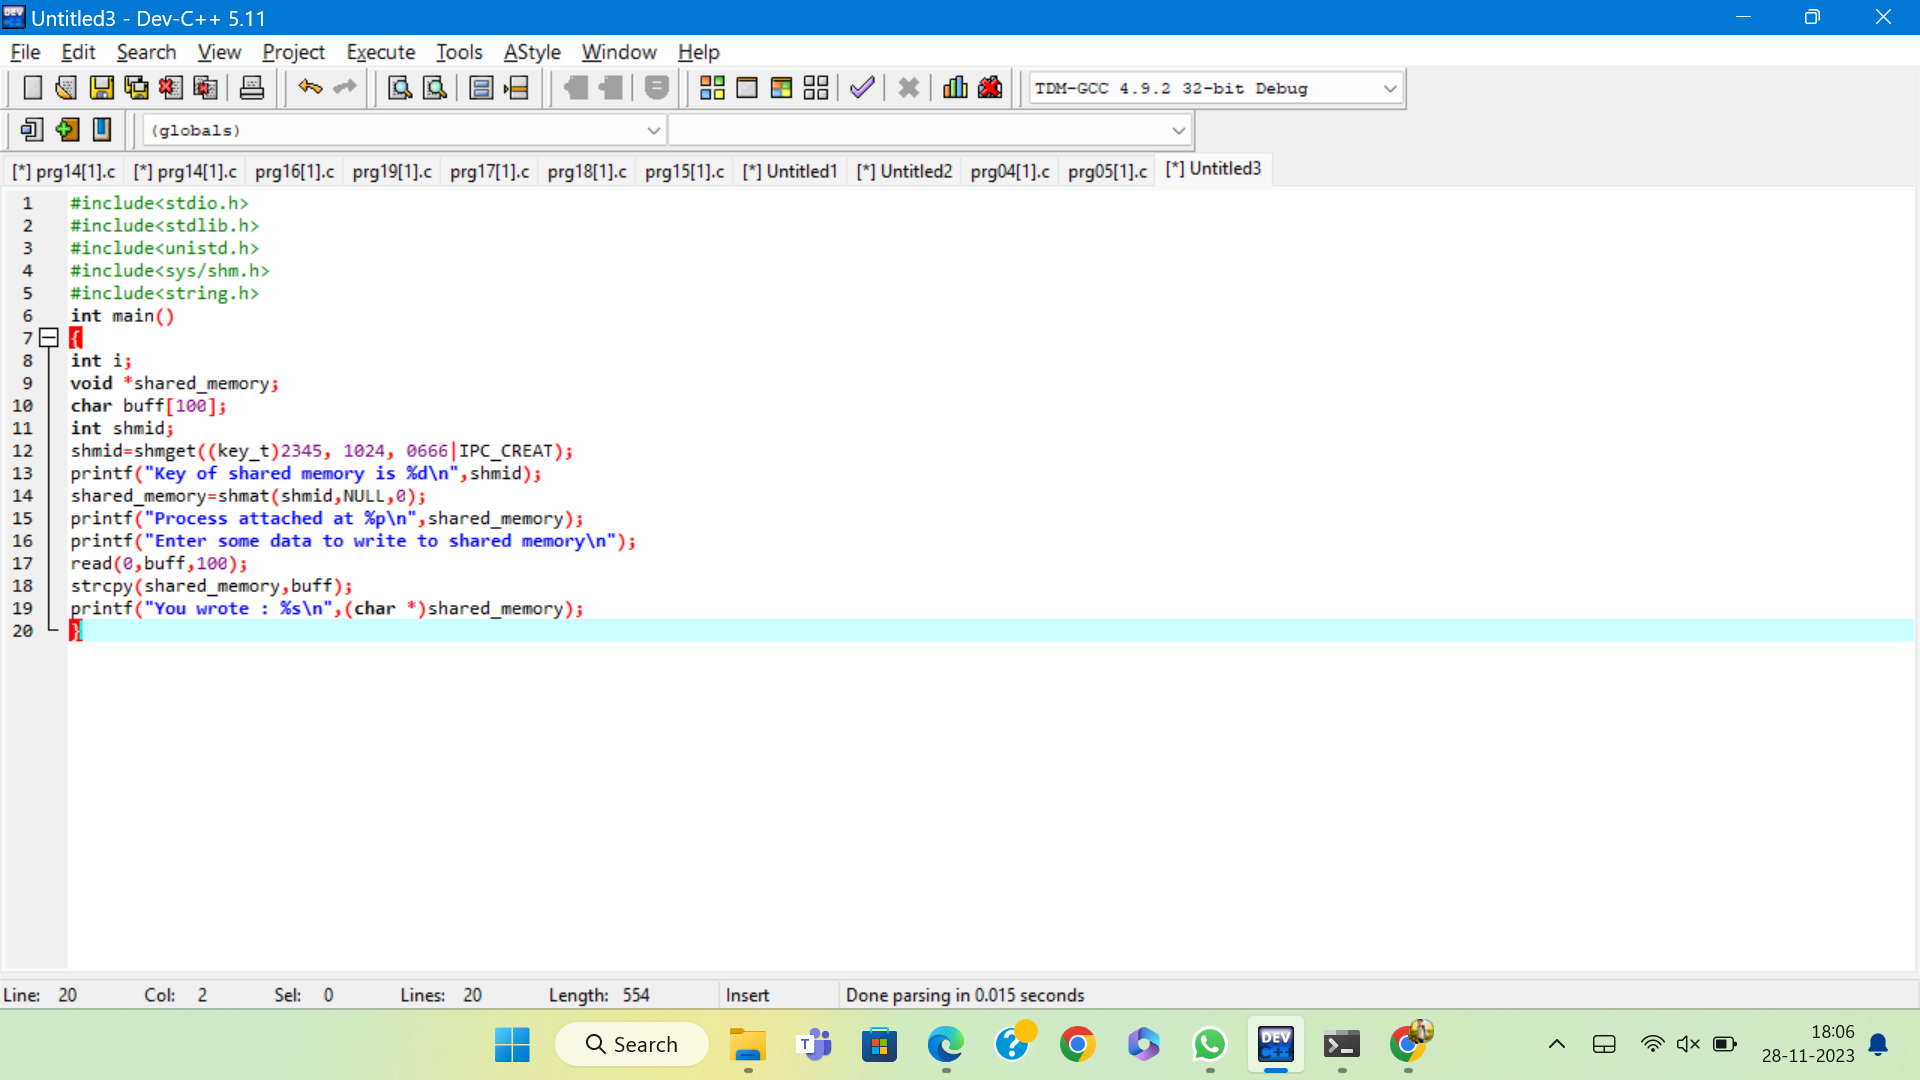 Untitled3 - Dev-C++ 5.11
File Edit Search View Project Execute Tools AStyle Window Help
TDM-GCC 4.9.2 32-bit Debug
(globals)
[*] prg14[1].c [*] prg14[1].c prg16[1].c prg19[1].c prg17[1].c prg18[1].c prg15[1].c [*] Untitled1 [*] Untitled2 prg04[1].c prg05[1].c [*] Untitled3
1 #include<stdio.h>
2 #include<stdlib.h>
3 #include<unistd.h>
4 #include<sys/shm.h>
5 #include<string.h>
6 int main()
7 {
8 int i;
9 void *shared_memory;
10 char buff[100];
11 int shmid;
12 shmid=shmget((key_t)2345, 1024, 0666|IPC_CREAT);
13 printf("Key of shared memory is %d\n",shmid);
14 shared_memory=shmat(shmid,NULL,0);
15 printf("Process attached at %p\n",shared_memory);
16 printf("Enter some data to write to shared memory\n");
17 read(0,buff,100);
18 strcpy(shared_memory,buff);
19 printf("You wrote : %s\n",(char *)shared_memory);
20 }
Line: 20 Col: 2 Sel: 0 Lines: 20 Length: 554 Insert Done parsing in 0.015 seconds
Search
DEV C++
18:06
28-11-2023